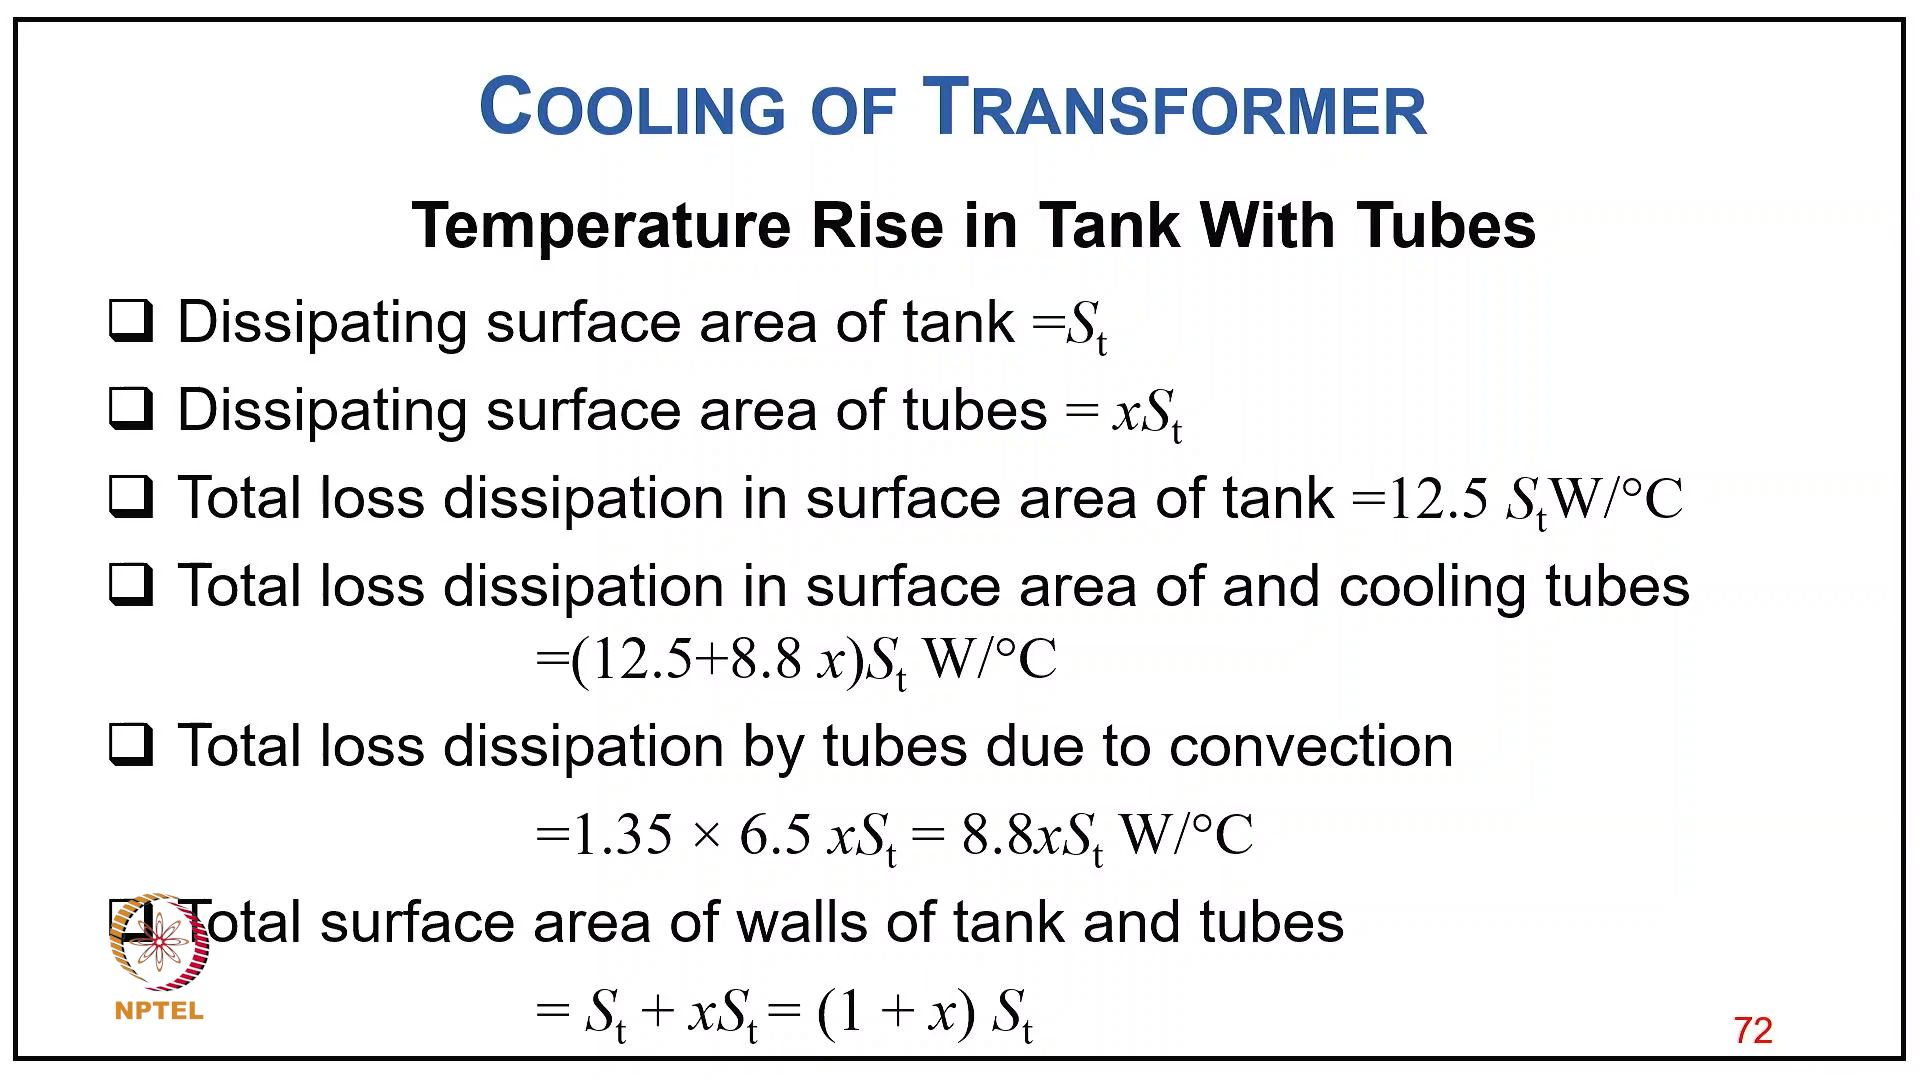 COOLING OF TRANSFORMER
Temperature Rise in Tank With Tubes
❑ Dissipating surface area of tank =Sₜ
❑ Dissipating surface area of tubes = xSₜ
❑ Total loss dissipation in surface area of tank =12.5 SₜW/°C
❑ Total loss dissipation in surface area of and cooling tubes
=(12.5+8.8 x)Sₜ W/°C
❑ Total loss dissipation by tubes due to convection
=1.35 × 6.5 xSₜ = 8.8xSₜ W/°C
❑ Total surface area of walls of tank and tubes
= Sₜ + xSₜ = (1 + x) Sₜ
NPTEL
72